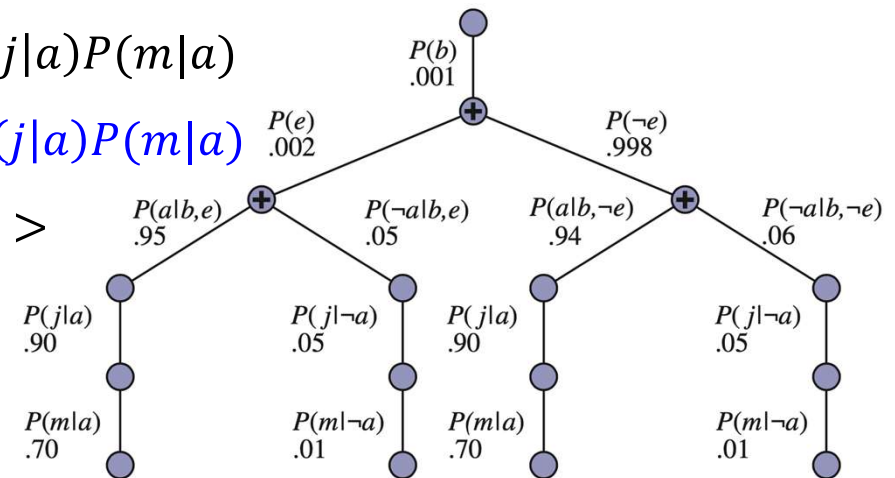 j|a)P(m|a)
(j|a)P(m|a)
>
P(b)
.001
+
P(e)
.002
P(¬e)
.998
+
+
P(a|b,e)
.95
P(¬a|b,e)
.05
P(a|b,¬e)
.94
P(¬a|b,¬e)
.06
P(j|a)
.90
P(j|¬a)
.05
P(j|a)
.90
P(j|¬a)
.05
P(m|a)
.70
P(m|¬a)
.01
P(m|a)
.70
P(m|¬a)
.01